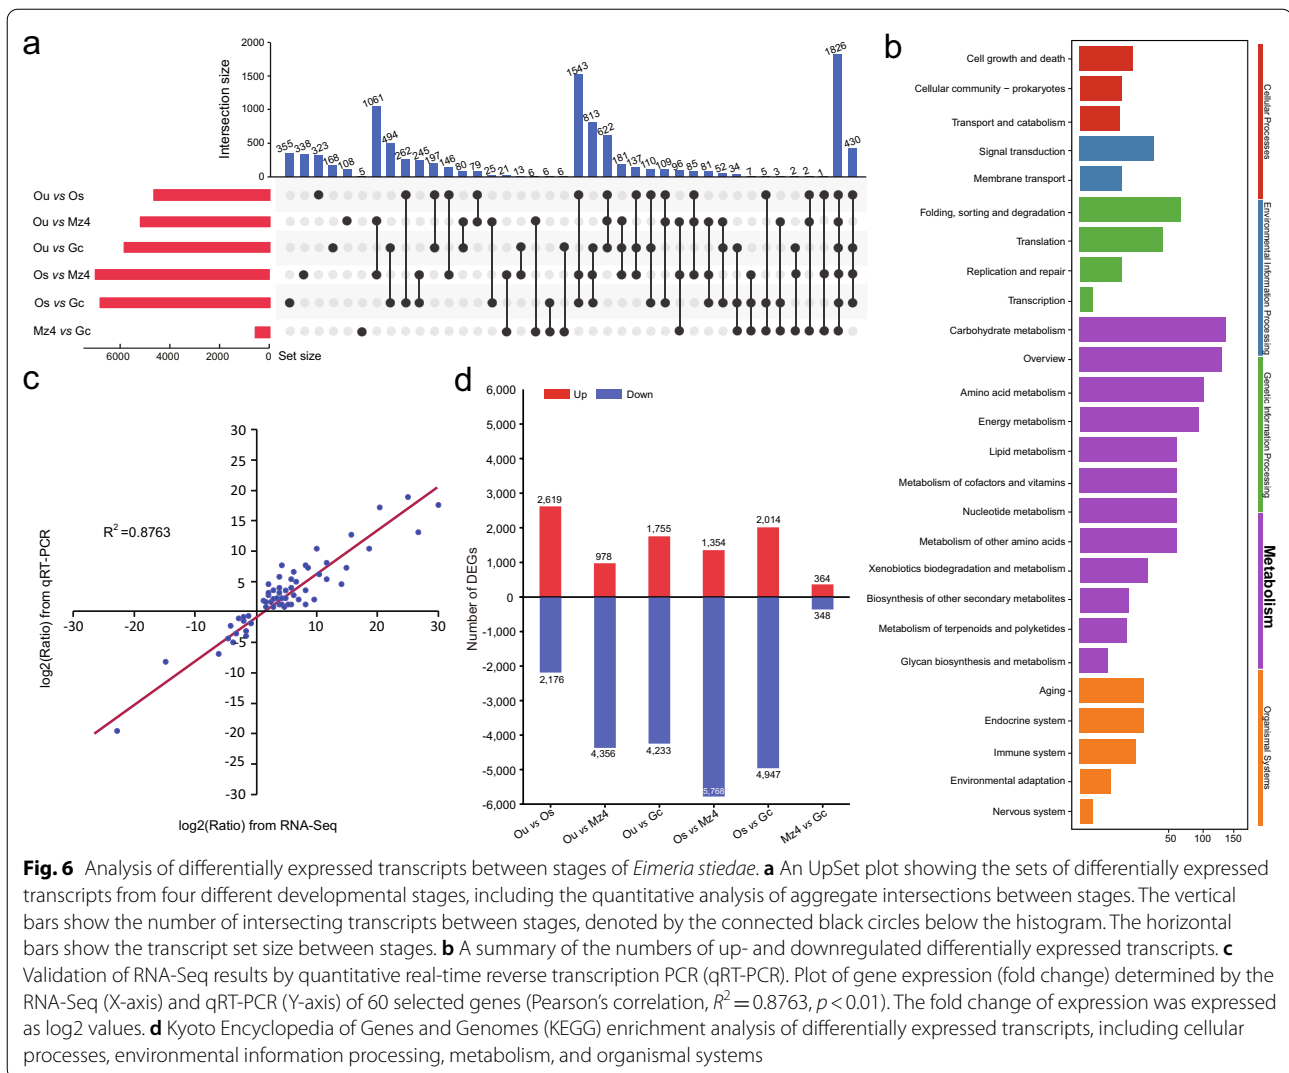 a
Intersection size
2000
1500
1000
500
0
355
338
323
168
108
5
1061
494
262
245
197
146
80
79
25
21
13
6
6
6
1543
813
622
181
137
110
109
96
85
81
52
34
7
5
3
2
2
1
1826
430
Ou vs Os
Ou vs Mz4
Ou vs Gc
Os vs Mz4
Os vs Gc
Mz4 vs Gc
6000 4000 2000 0 Set size
b
Cell growth and death
Cellular community – prokaryotes
Transport and catabolism
Signal transduction
Membrane transport
Folding, sorting and degradation
Translation
Replication and repair
Transcription
Carbohydrate metabolism
Overview
Amino acid metabolism
Energy metabolism
Lipid metabolism
Metabolism of cofactors and vitamins
Nucleotide metabolism
Metabolism of other amino acids
Xenobiotics biodegradation and metabolism
Biosynthesis of other secondary metabolites
Metabolism of terpenoids and polyketides
Glycan biosynthesis and metabolism
Aging
Endocrine system
Immune system
Environmental adaptation
Nervous system
50 100 150
Cellular Processes
Environmental Information Processing
Genetic Information Processing
Metabolism
Organismal Systems
c
log2(Ratio) from qRT-PCR
30
25
20
15
10
5
-5
-10
-15
-20
-25
-30
-30 -20 -10 0 10 20 30
R2 =0.8763
log2(Ratio) from RNA-Seq
d
Number of DEGs
Up Down
6,000
5,000
4,000
3,000
2,000
1,000
0
-1,000
-2,000
-3,000
-4,000
-5,000
-6,000
2,619
978
1,755
1,354
2,014
364
2,176
4,356
4,233
5,768
4,947
348
Ou vs Os
Ou vs Mz4
Ou vs Gc
Os vs Mz4
Os vs Gc
Mz4 vs Gc
Fig. 6 Analysis of differentially expressed transcripts between stages of Eimeria stiedae. a An UpSet plot showing the sets of differentially expressed
transcripts from four different developmental stages, including the quantitative analysis of aggregate intersections between stages. The vertical
bars show the number of intersecting transcripts between stages, denoted by the connected black circles below the histogram. The horizontal
bars show the transcript set size between stages. b A summary of the numbers of up- and downregulated differentially expressed transcripts. c
Validation of RNA-Seq results by quantitative real-time reverse transcription PCR (qRT-PCR). Plot of gene expression (fold change) determined by the
RNA-Seq (X-axis) and qRT-PCR (Y-axis) of 60 selected genes (Pearson's correlation, R2 = 0.8763, p < 0.01). The fold change of expression was expressed
as log2 values. d Kyoto Encyclopedia of Genes and Genomes (KEGG) enrichment analysis of differentially expressed transcripts, including cellular
processes, environmental information processing, metabolism, and organismal systems